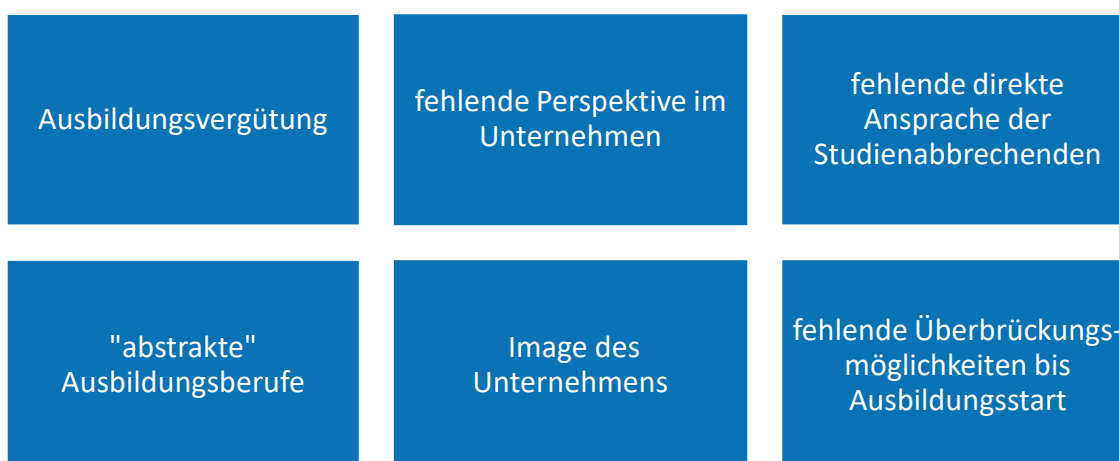 Ausbildungsvergütung
fehlende Perspektive im
Unternehmen
fehlende direkte
Ansprache der
Studienabbrechenden
"abstrakte"
Ausbildungsberufe
Image des
Unternehmens
fehlende Überbrückungs-
möglichkeiten bis
Ausbildungsstart